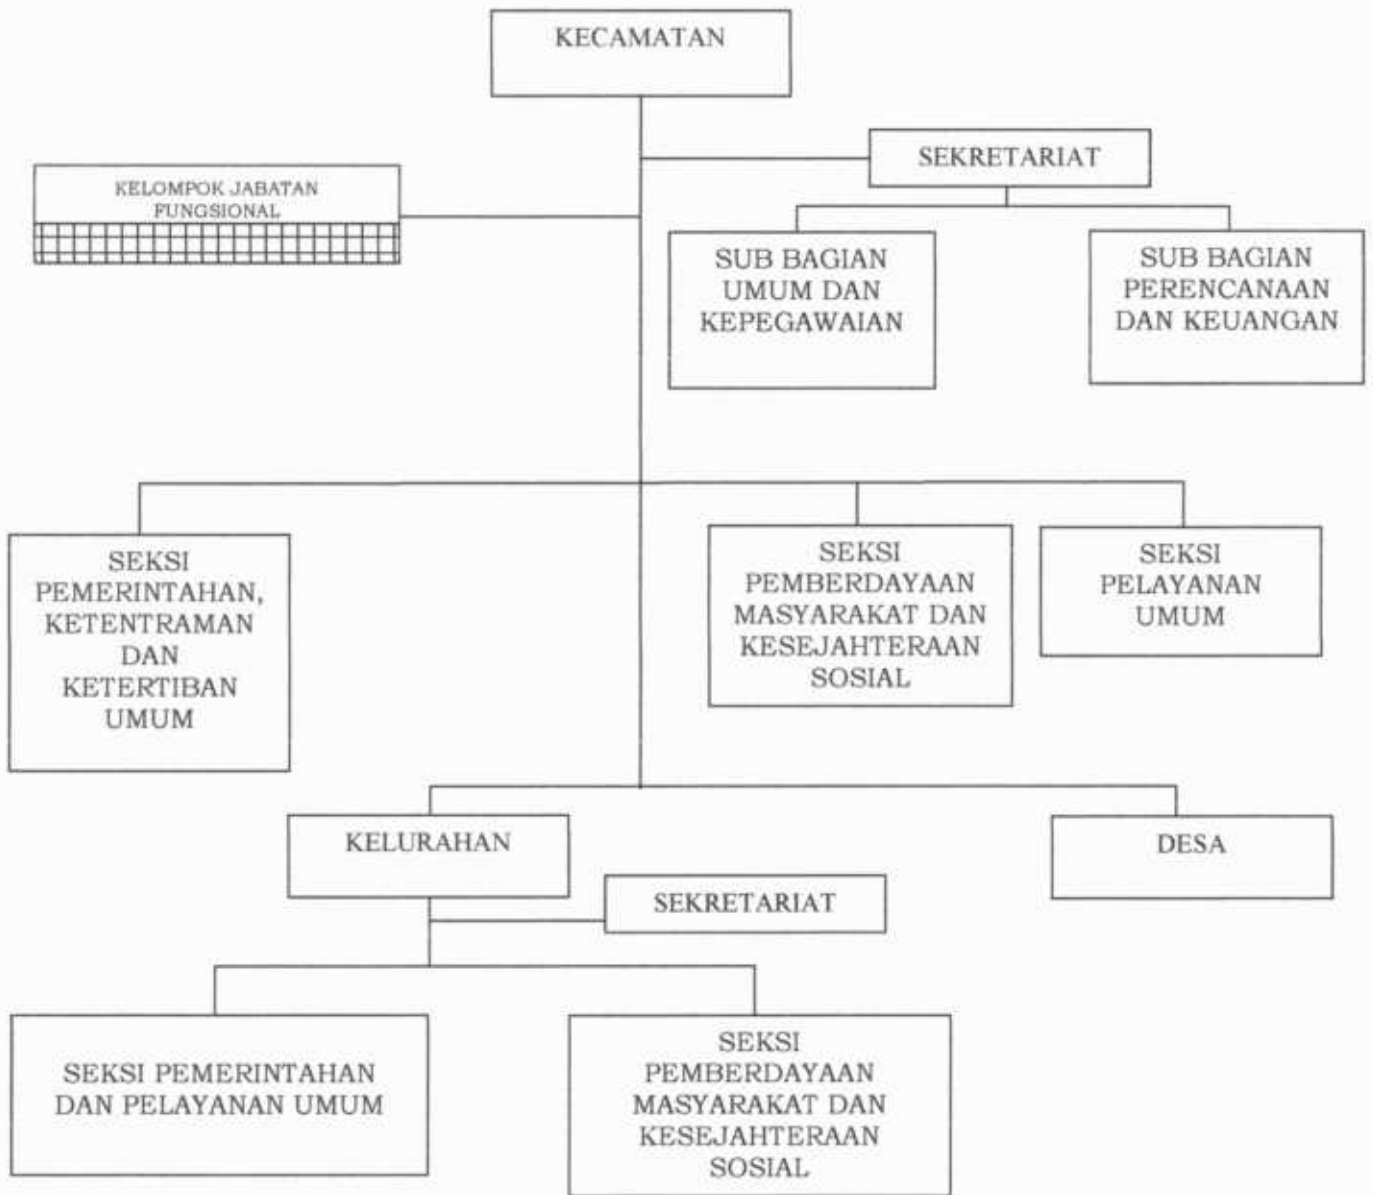 KECAMATAN
SEKRETARIAT
KELOMPOK JABATAN
FUNGSIONAL
SUB BAGIAN
UMUM DAN
KEPEGAWAIAN
SUB BAGIAN
PERENCANAAN
DAN KEUANGAN
SEKSI
PEMERINTAHAN,
KETENTRAMAN
DAN
KETERTIBAN
UMUM
SEKSI
PEMBERDAYAAN
MASYARAKAT DAN
KESEJAHTERAAN
SOSIAL
SEKSI
PELAYANAN
UMUM
KELURAHAN
DESA
SEKRETARIAT
SEKSI PEMERINTAHAN
DAN PELAYANAN UMUM
SEKSI
PEMBERDAYAAN
MASYARAKAT DAN
KESEJAHTERAAN
SOSIAL